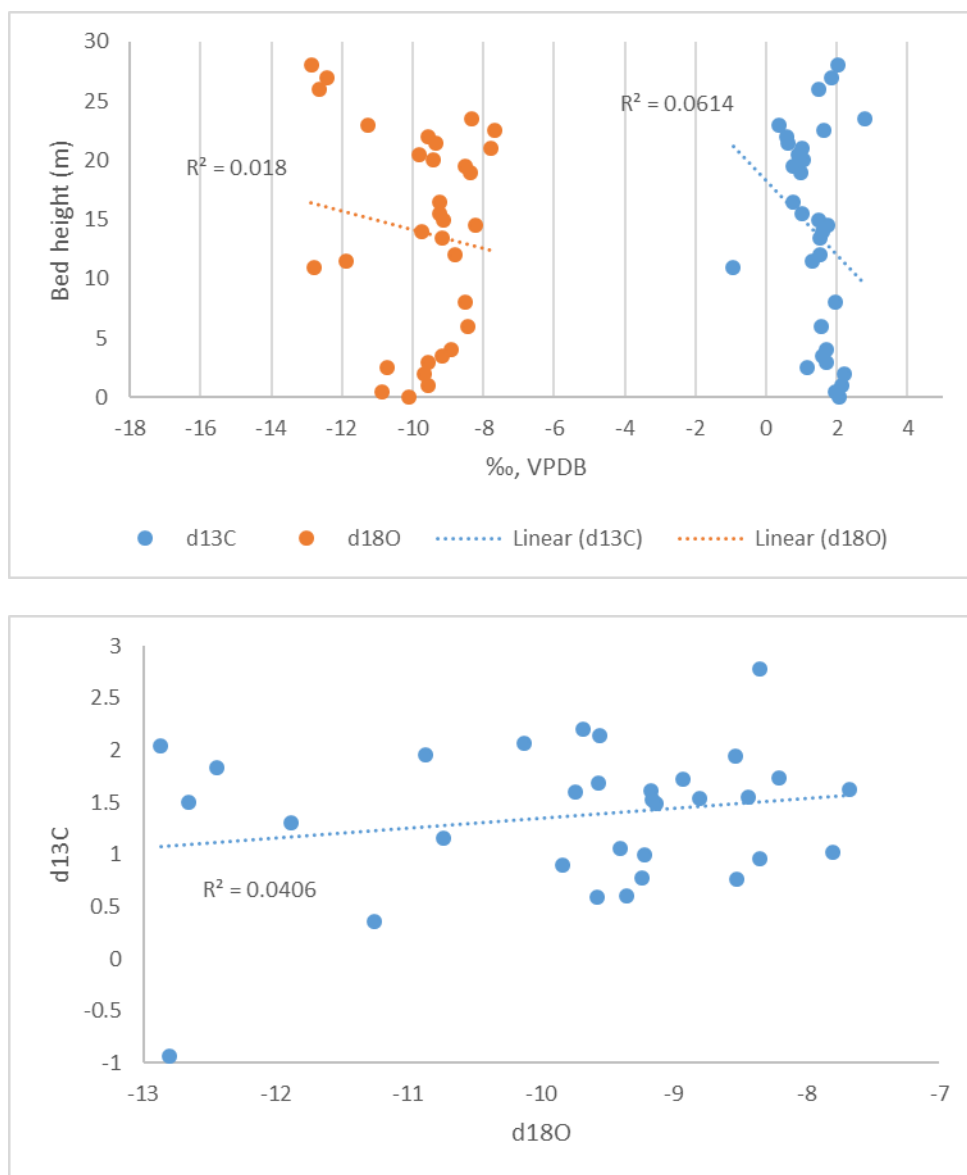 30
25
20
15
10
5
0
Bed height (m)
R² = 0.0614
R² = 0.018
-18 -16 -14 -12 -10 -8 -6 -4 -2 0 2 4
‰, VPDB
d13C d18O Linear (d13C) Linear (d18O)
3
2.5
2
1.5
1
0.5
0
-0.5
-1
d13C
R² = 0.0406
-13 -12 -11 -10 -9 -8 -7
d18O